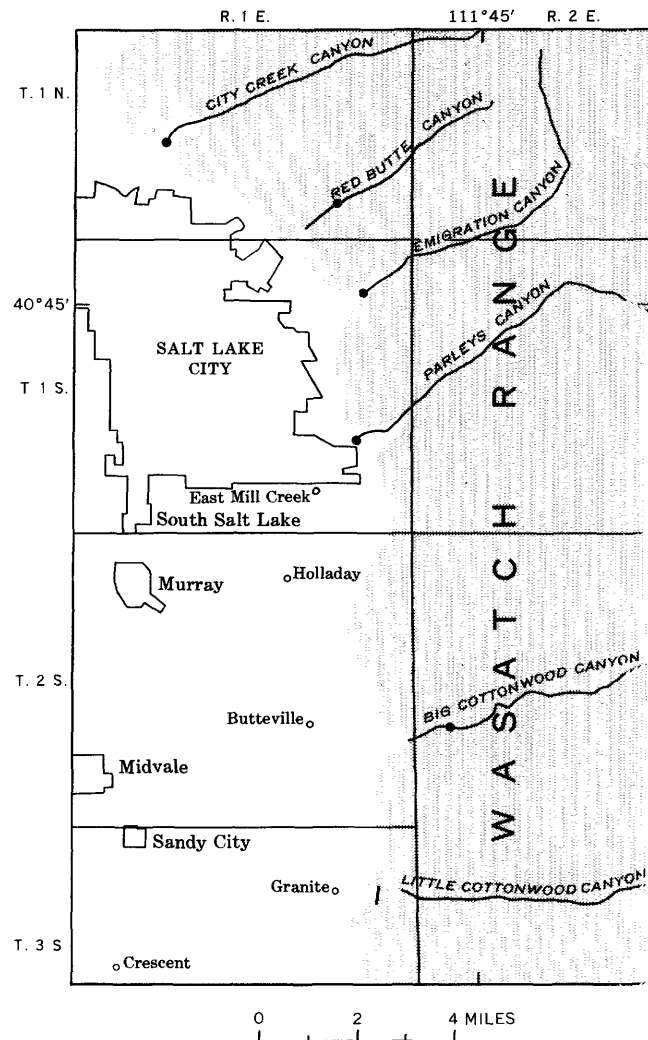 R. 1 E.
111°45′
R. 2 E.
T. 1 N.
CITY CREEK CANYON
RED BUTTE CANYON
EMIGRATION CANYON
40°45′
PARLEYS CANYON
SALT LAKE
CITY
T 1 S.
WASATCH RANGE
East Mill Creek
South Salt Lake
Holladay
Murray
T. 2 S.
BIG COTTONWOOD CANYON
Butteville
Midvale
Sandy City
LITTLE COTTONWOOD CANYON
Granite
T. 3 S
Crescent
0 2 4 MILES